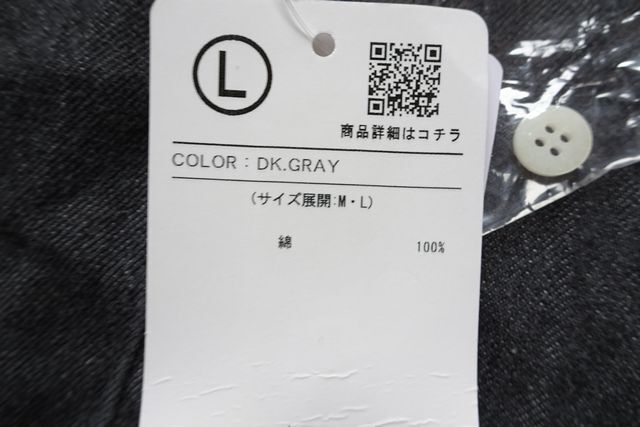 L
商品詳細はコチラ
COLOR : DK.GRAY
(サイズ展開:M・L)
綿 100%